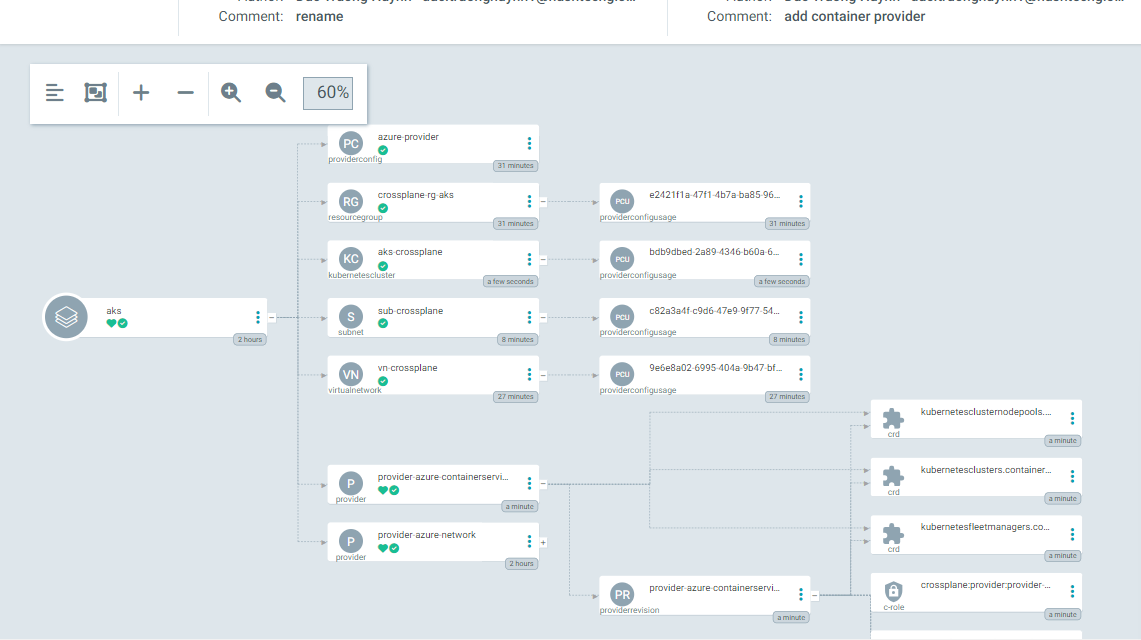 Comment: rename
Comment: add container provider
60%
PC azure-provider
providerconfig
31 minutes
RG crossplane-rg-aks
resourcegroup
31 minutes
PCU e2421f1a-47f1-4b7a-ba85-96...
providerconfigusage
31 minutes
KC aks-crossplane
kubernetescluster
a few seconds
PCU bdb9dbed-2a89-4346-b60a-6...
providerconfigusage
a few seconds
aks
2 hours
S sub-crossplane
subnet
8 minutes
PCU c82a3a4f-c9d6-47e9-9f77-54...
providerconfigusage
8 minutes
VN vn-crossplane
virtualnetwork
27 minutes
PCU 9e6e8a02-6995-404a-9b47-bf...
providerconfigusage
27 minutes
kubernetesclusternodepools....
crd
a minute
P provider-azure-containerservi...
provider
a minute
kubernetesclusters.container...
crd
a minute
P provider-azure-network
provider
2 hours
kubernetesfleetmanagers.co...
crd
a minute
PR provider-azure-containerservi...
providerrevision
a minute
crossplane:provider:provider-...
c-role
a minute